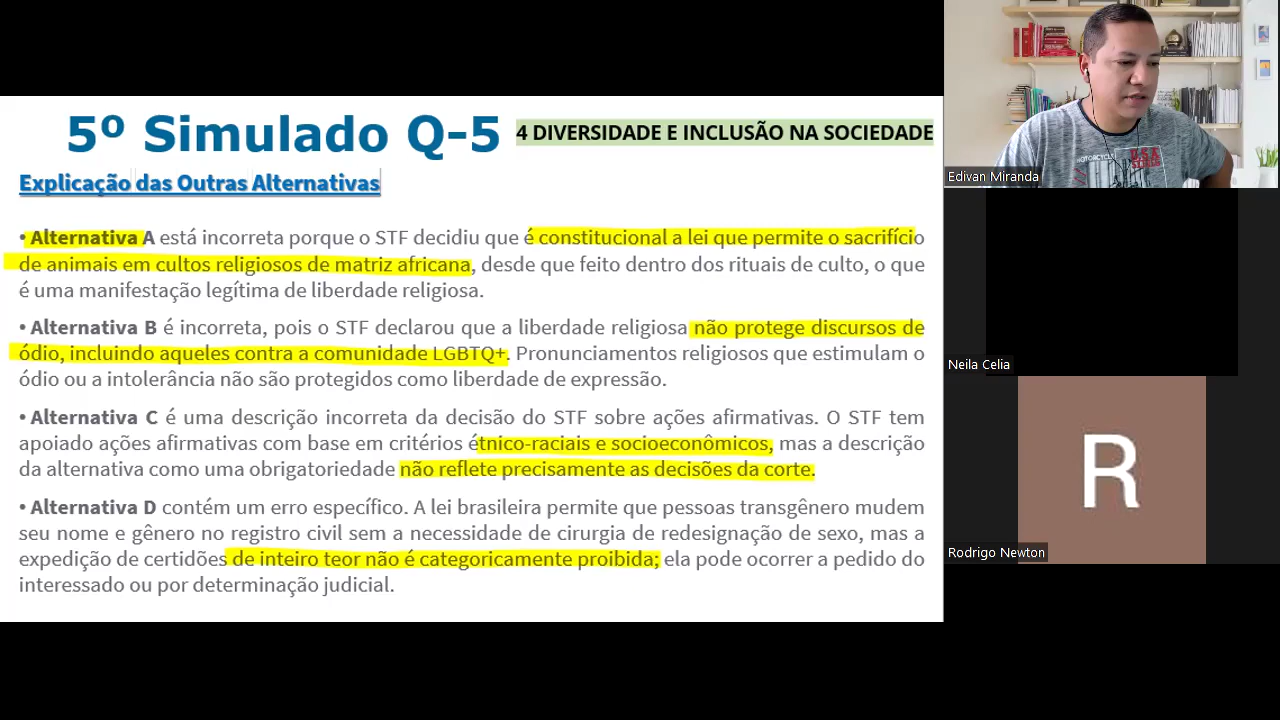 5º Simulado Q-5
4 DIVERSIDADE E INCLUSÃO NA SOCIEDADE
Explicação das Outras Alternativas
• Alternativa A está incorreta porque o STF decidiu que é constitucional a lei que permite o sacrifício
de animais em cultos religiosos de matriz africana, desde que feito dentro dos rituais de culto, o que
é uma manifestação legítima de liberdade religiosa.
• Alternativa B é incorreta, pois o STF declarou que a liberdade religiosa não protege discursos de
ódio, incluindo aqueles contra a comunidade LGBTQ+. Pronunciamentos religiosos que estimulam o
ódio ou a intolerância não são protegidos como liberdade de expressão.
• Alternativa C é uma descrição incorreta da decisão do STF sobre ações afirmativas. O STF tem
apoiado ações afirmativas com base em critérios étnico-raciais e socioeconômicos, mas a descrição
da alternativa como uma obrigatoriedade não reflete precisamente as decisões da corte.
• Alternativa D contém um erro específico. A lei brasileira permite que pessoas transgênero mudem
seu nome e gênero no registro civil sem a necessidade de cirurgia de redesignação de sexo, mas a
expedição de certidões de inteiro teor não é categoricamente proibida; ela pode ocorrer a pedido do
interessado ou por determinação judicial.
MOTORCYCLE
U.S.A
Edivan Miranda
Neila Celia
R
Rodrigo Newton